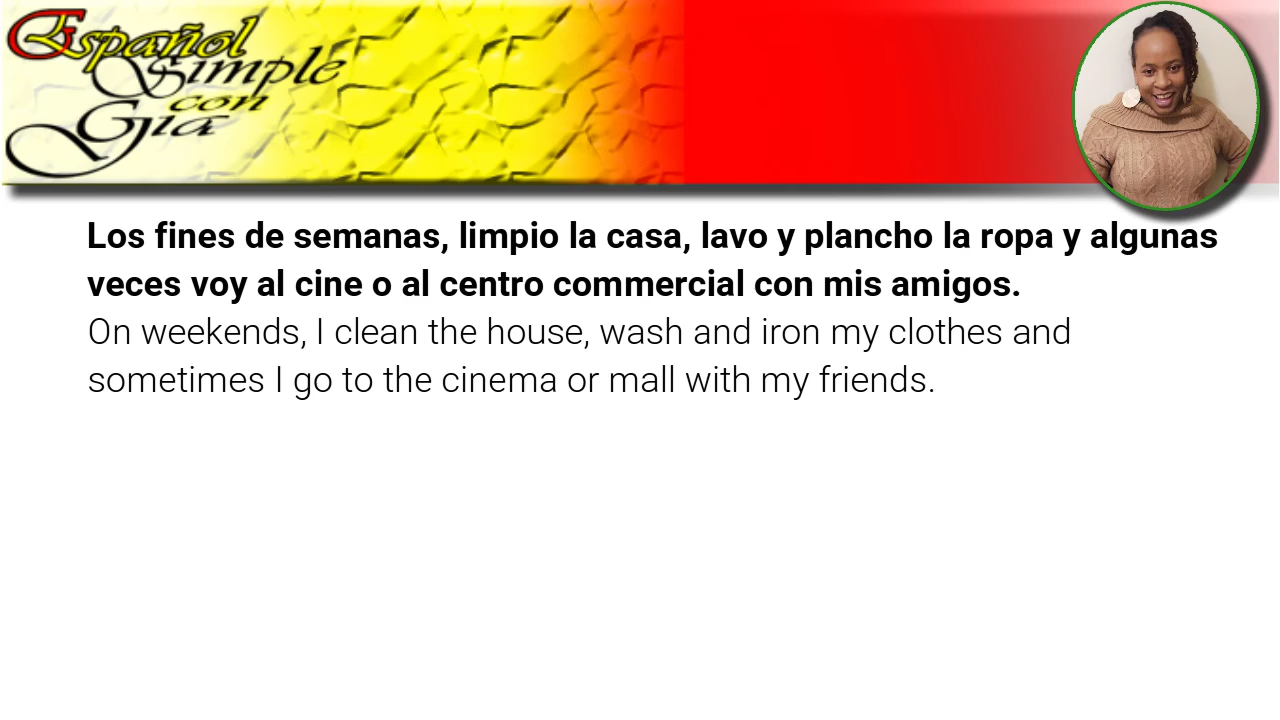 Español
Simple
con
Gia
Los fines de semanas, limpio la casa, lavo y plancho la ropa y algunas
veces voy al cine o al centro commercial con mis amigos.
On weekends, I clean the house, wash and iron my clothes and
sometimes I go to the cinema or mall with my friends.